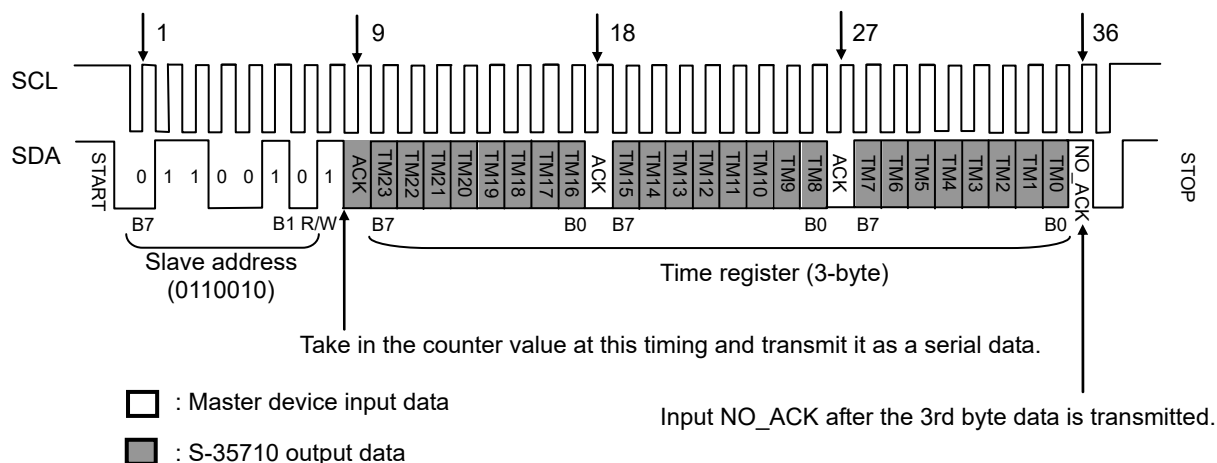 1 9 18 27 36
SCL
SDA
START 0 1 1 0 0 1 0 1 ACK TM23 TM22 TM21 TM20 TM19 TM18 TM17 TM16 ACK TM15 TM14 TM13 TM12 TM11 TM10 TM9 TM8 ACK TM7 TM6 TM5 TM4 TM3 TM2 TM1 TM0 NO_ACK STOP
B7 B1 R/W B7 B0 B7 B0 B7 B0
Slave address
(0110010)
Time register (3-byte)
Take in the counter value at this timing and transmit it as a serial data.
: Master device input data
Input NO_ACK after the 3rd byte data is transmitted.
: S-35710 output data